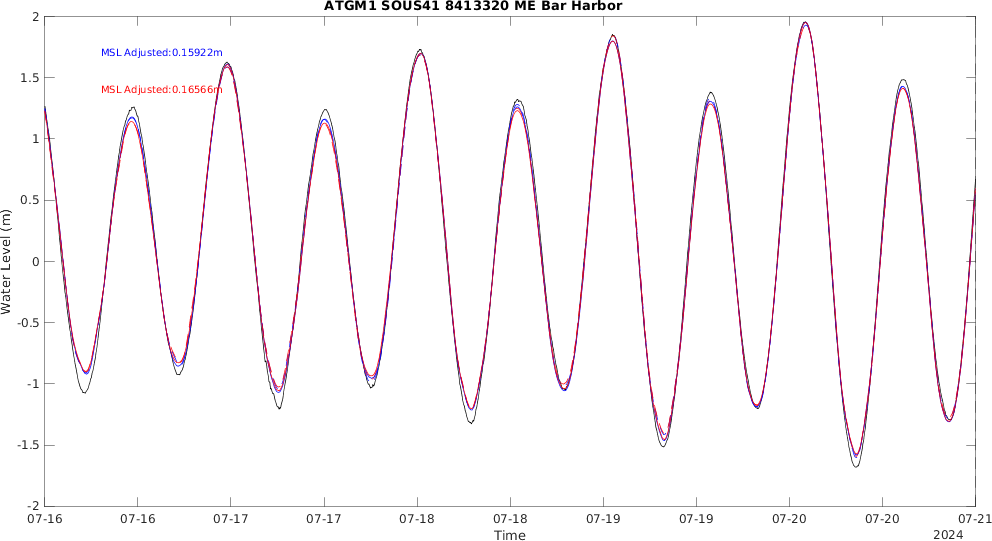 ATGM1 SOUS41 8413320 ME Bar Harbor
MSL Adjusted:0.15922m
MSL Adjusted:0.16566m
Water Level (m)
2
1.5
1
0.5
0
-0.5
-1
-1.5
-2
07-16 07-16 07-17 07-17 07-18 07-18 07-19 07-19 07-20 07-20 07-21
Time
2024